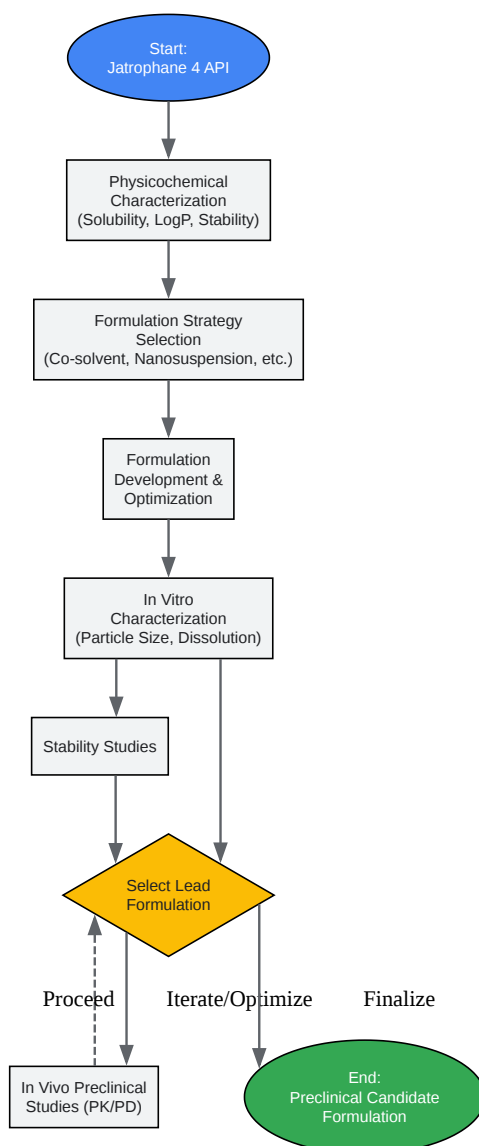 Start:
Jatrophane 4 API
Physicochemical
Characterization
(Solubility, LogP, Stability)
Formulation Strategy
Selection
(Co-solvent, Nanosuspension, etc.)
Formulation
Development &
Optimization
In Vitro
Characterization
(Particle Size, Dissolution)
Stability Studies
Select Lead
Formulation
Proceed
Iterate/Optimize
Finalize
In Vivo Preclinical
Studies (PK/PD)
End:
Preclinical Candidate
Formulation